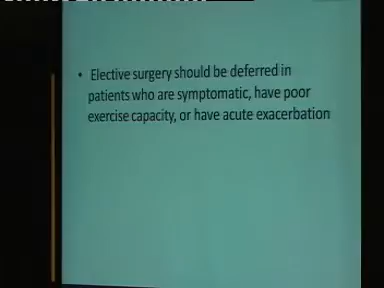 • Elective surgery should be deferred in
patients who are symptomatic, have poor
exercise capacity, or have acute exacerbation